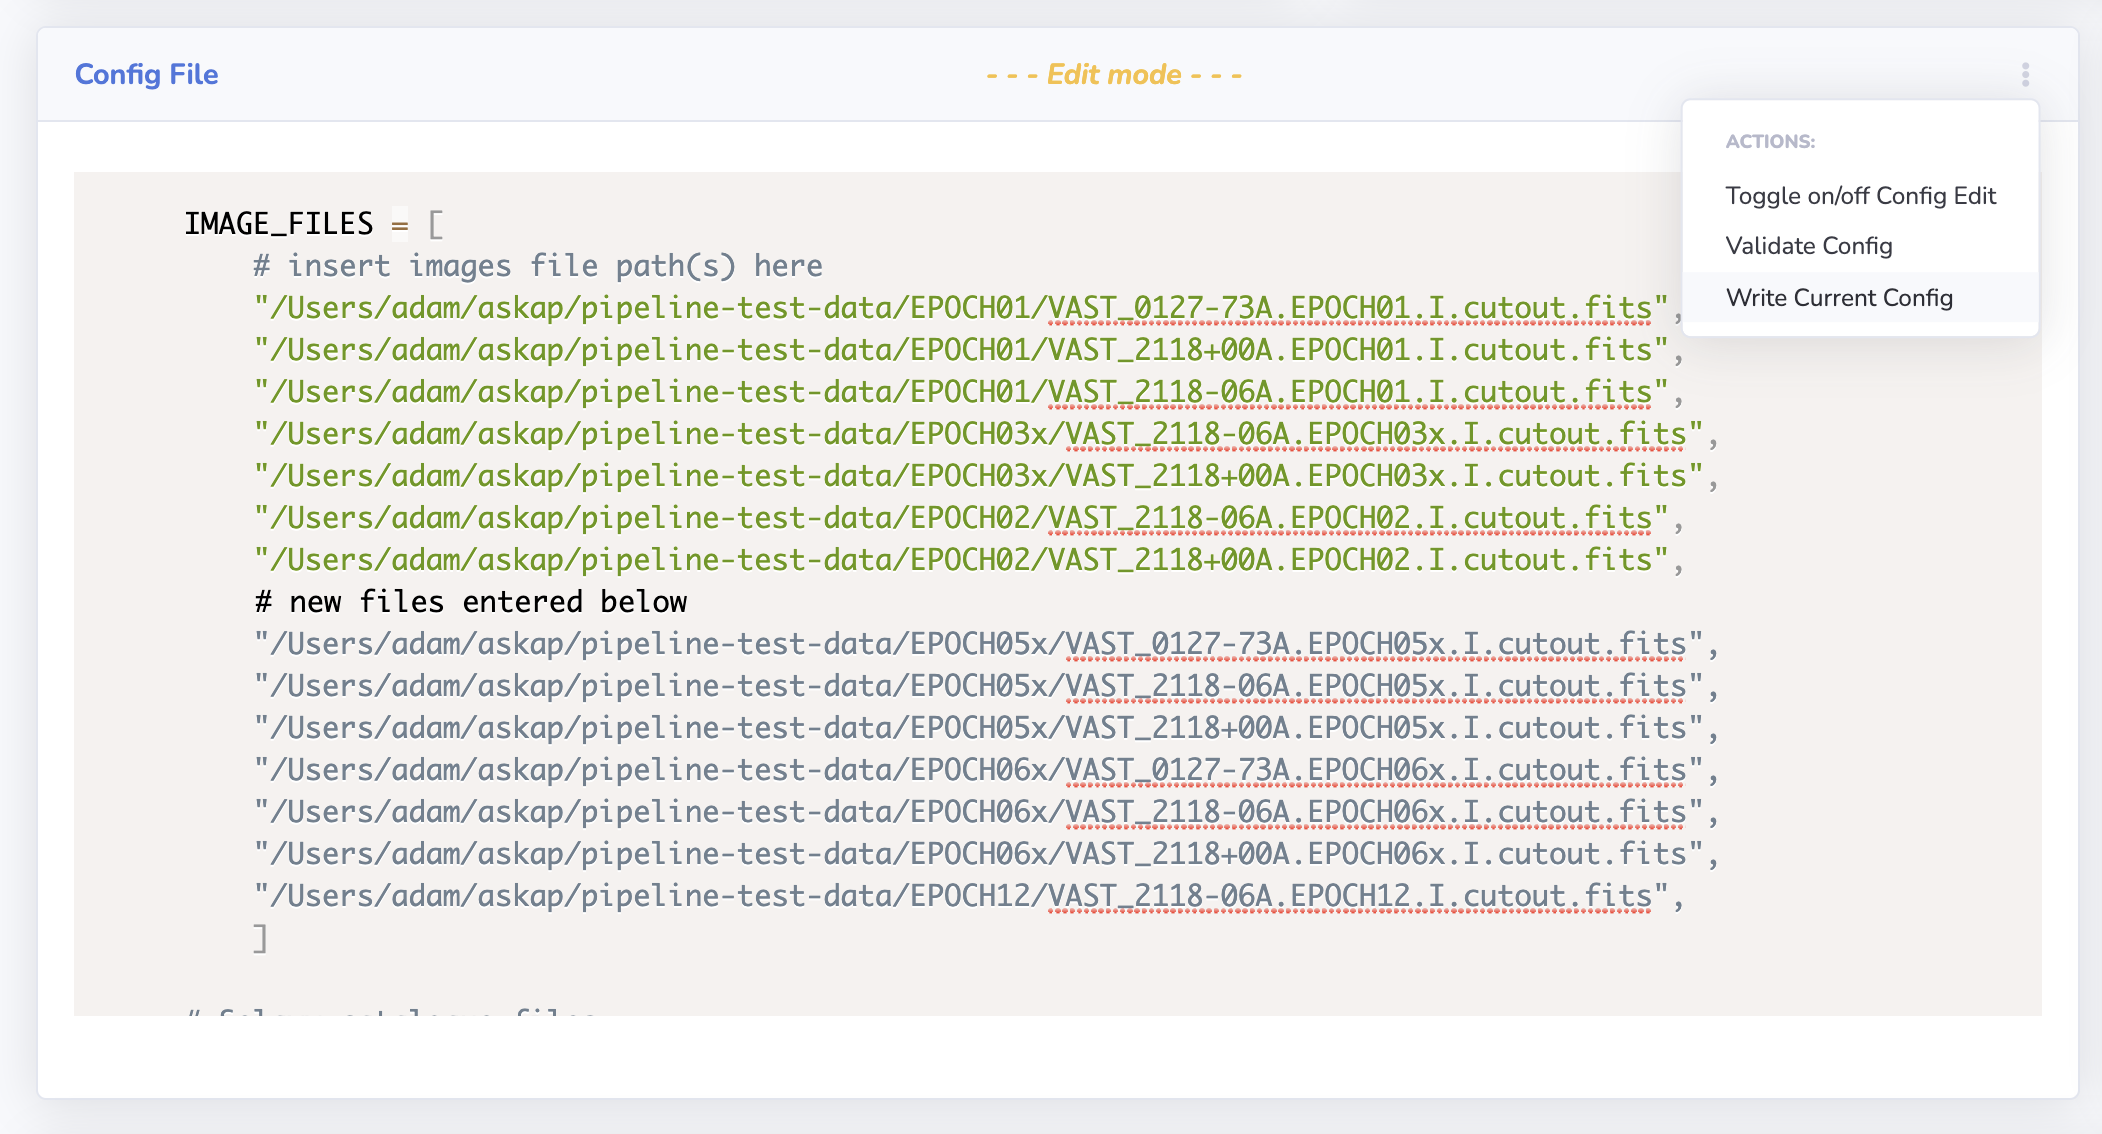 Config File
- - - Edit mode - - -
ACTIONS:
Toggle on/off Config Edit
Validate Config
Write Current Config
IMAGE_FILES = [
# insert images file path(s) here
"/Users/adam/askap/pipeline-test-data/EPOCH01/VAST_0127-73A.EPOCH01.I.cutout.fits",
"/Users/adam/askap/pipeline-test-data/EPOCH01/VAST_2118+00A.EPOCH01.I.cutout.fits",
"/Users/adam/askap/pipeline-test-data/EPOCH01/VAST_2118-06A.EPOCH01.I.cutout.fits",
"/Users/adam/askap/pipeline-test-data/EPOCH03x/VAST_2118-06A.EPOCH03x.I.cutout.fits",
"/Users/adam/askap/pipeline-test-data/EPOCH03x/VAST_2118+00A.EPOCH03x.I.cutout.fits",
"/Users/adam/askap/pipeline-test-data/EPOCH02/VAST_2118-06A.EPOCH02.I.cutout.fits",
"/Users/adam/askap/pipeline-test-data/EPOCH02/VAST_2118+00A.EPOCH02.I.cutout.fits",
# new files entered below
"/Users/adam/askap/pipeline-test-data/EPOCH05x/VAST_0127-73A.EPOCH05x.I.cutout.fits",
"/Users/adam/askap/pipeline-test-data/EPOCH05x/VAST_2118-06A.EPOCH05x.I.cutout.fits",
"/Users/adam/askap/pipeline-test-data/EPOCH05x/VAST_2118+00A.EPOCH05x.I.cutout.fits",
"/Users/adam/askap/pipeline-test-data/EPOCH06x/VAST_0127-73A.EPOCH06x.I.cutout.fits",
"/Users/adam/askap/pipeline-test-data/EPOCH06x/VAST_2118-06A.EPOCH06x.I.cutout.fits",
"/Users/adam/askap/pipeline-test-data/EPOCH06x/VAST_2118+00A.EPOCH06x.I.cutout.fits",
"/Users/adam/askap/pipeline-test-data/EPOCH12/VAST_2118-06A.EPOCH12.I.cutout.fits",
]